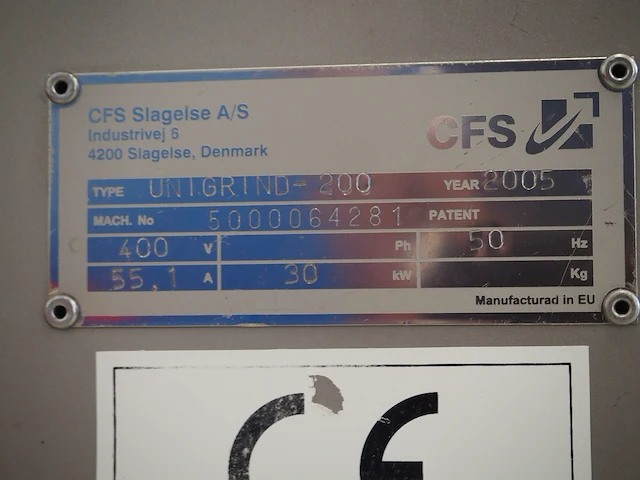 CFS Slagelse A/S
Industrivej 6
4200 Slagelse, Denmark
CFS
TYPE UNIGRIND-200 YEAR 2005
MACH. No 5000064281 PATENT
400 V Ph 50 Hz
55,1 A 30 kW Kg
Manufacturad in EU
CE